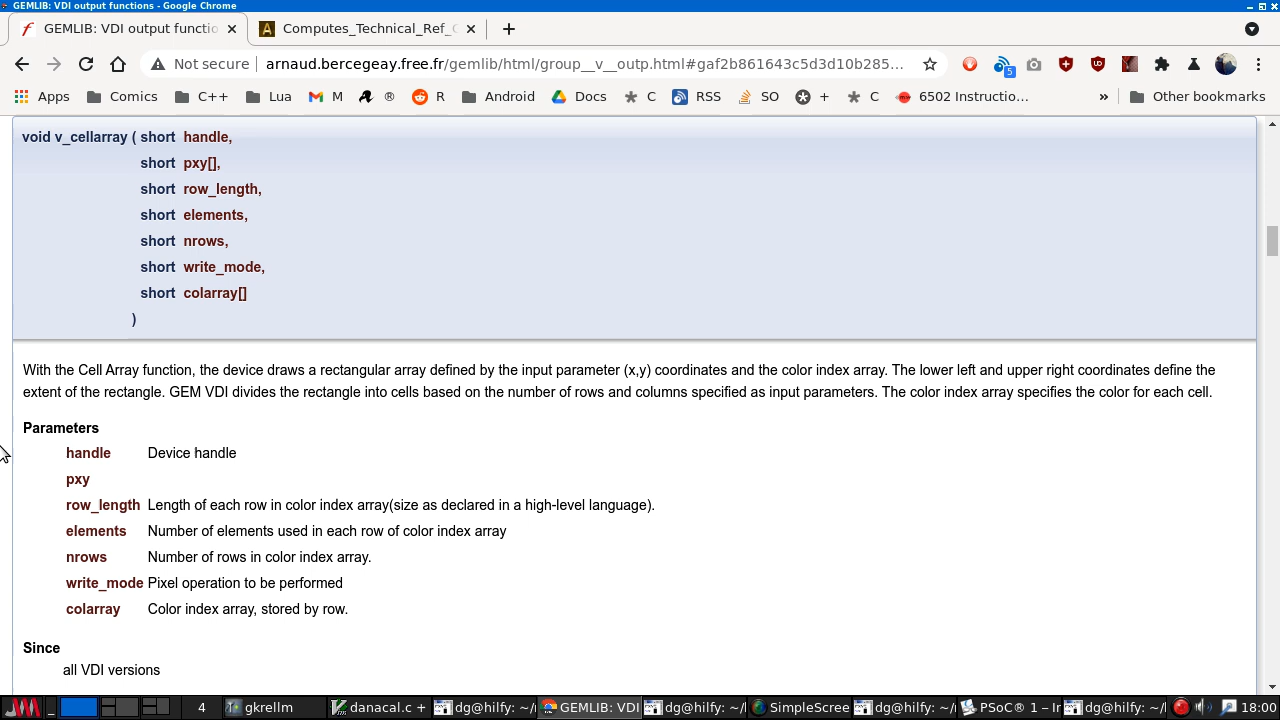 GEMLIB: VDI output functions - Google Chrome
GEMLIB: VDI output functio
Computes_Technical_Ref_
Not secure
arnaud.bercegeay.free.fr/gemlib/html/group__v__outp.html#gaf2b861643c5d3d10b285...
5
Apps
Comics
C++
Lua
M
®
R
Android
Docs
C
RSS
SO
+
C
6502 Instructio...
»
Other bookmarks
void v_cellarray ( short handle,
short pxy[],
short row_length,
short elements,
short nrows,
short write_mode,
short colarray[]
)
With the Cell Array function, the device draws a rectangular array defined by the input parameter (x,y) coordinates and the color index array. The lower left and upper right coordinates define the
extent of the rectangle. GEM VDI divides the rectangle into cells based on the number of rows and columns specified as input parameters. The color index array specifies the color for each cell.
Parameters
handle Device handle
pxy
row_length Length of each row in color index array(size as declared in a high-level language).
elements Number of elements used in each row of color index array
nrows Number of rows in color index array.
write_mode Pixel operation to be performed
colarray Color index array, stored by row.
Since
all VDI versions
4
gkrellm
danacal.c +
dg@hilfy: ~/
GEMLIB: VDI
dg@hilfy: ~/
SimpleScree
dg@hilfy: ~/
PSoC® 1 – Ir
dg@hilfy: ~/
18:00